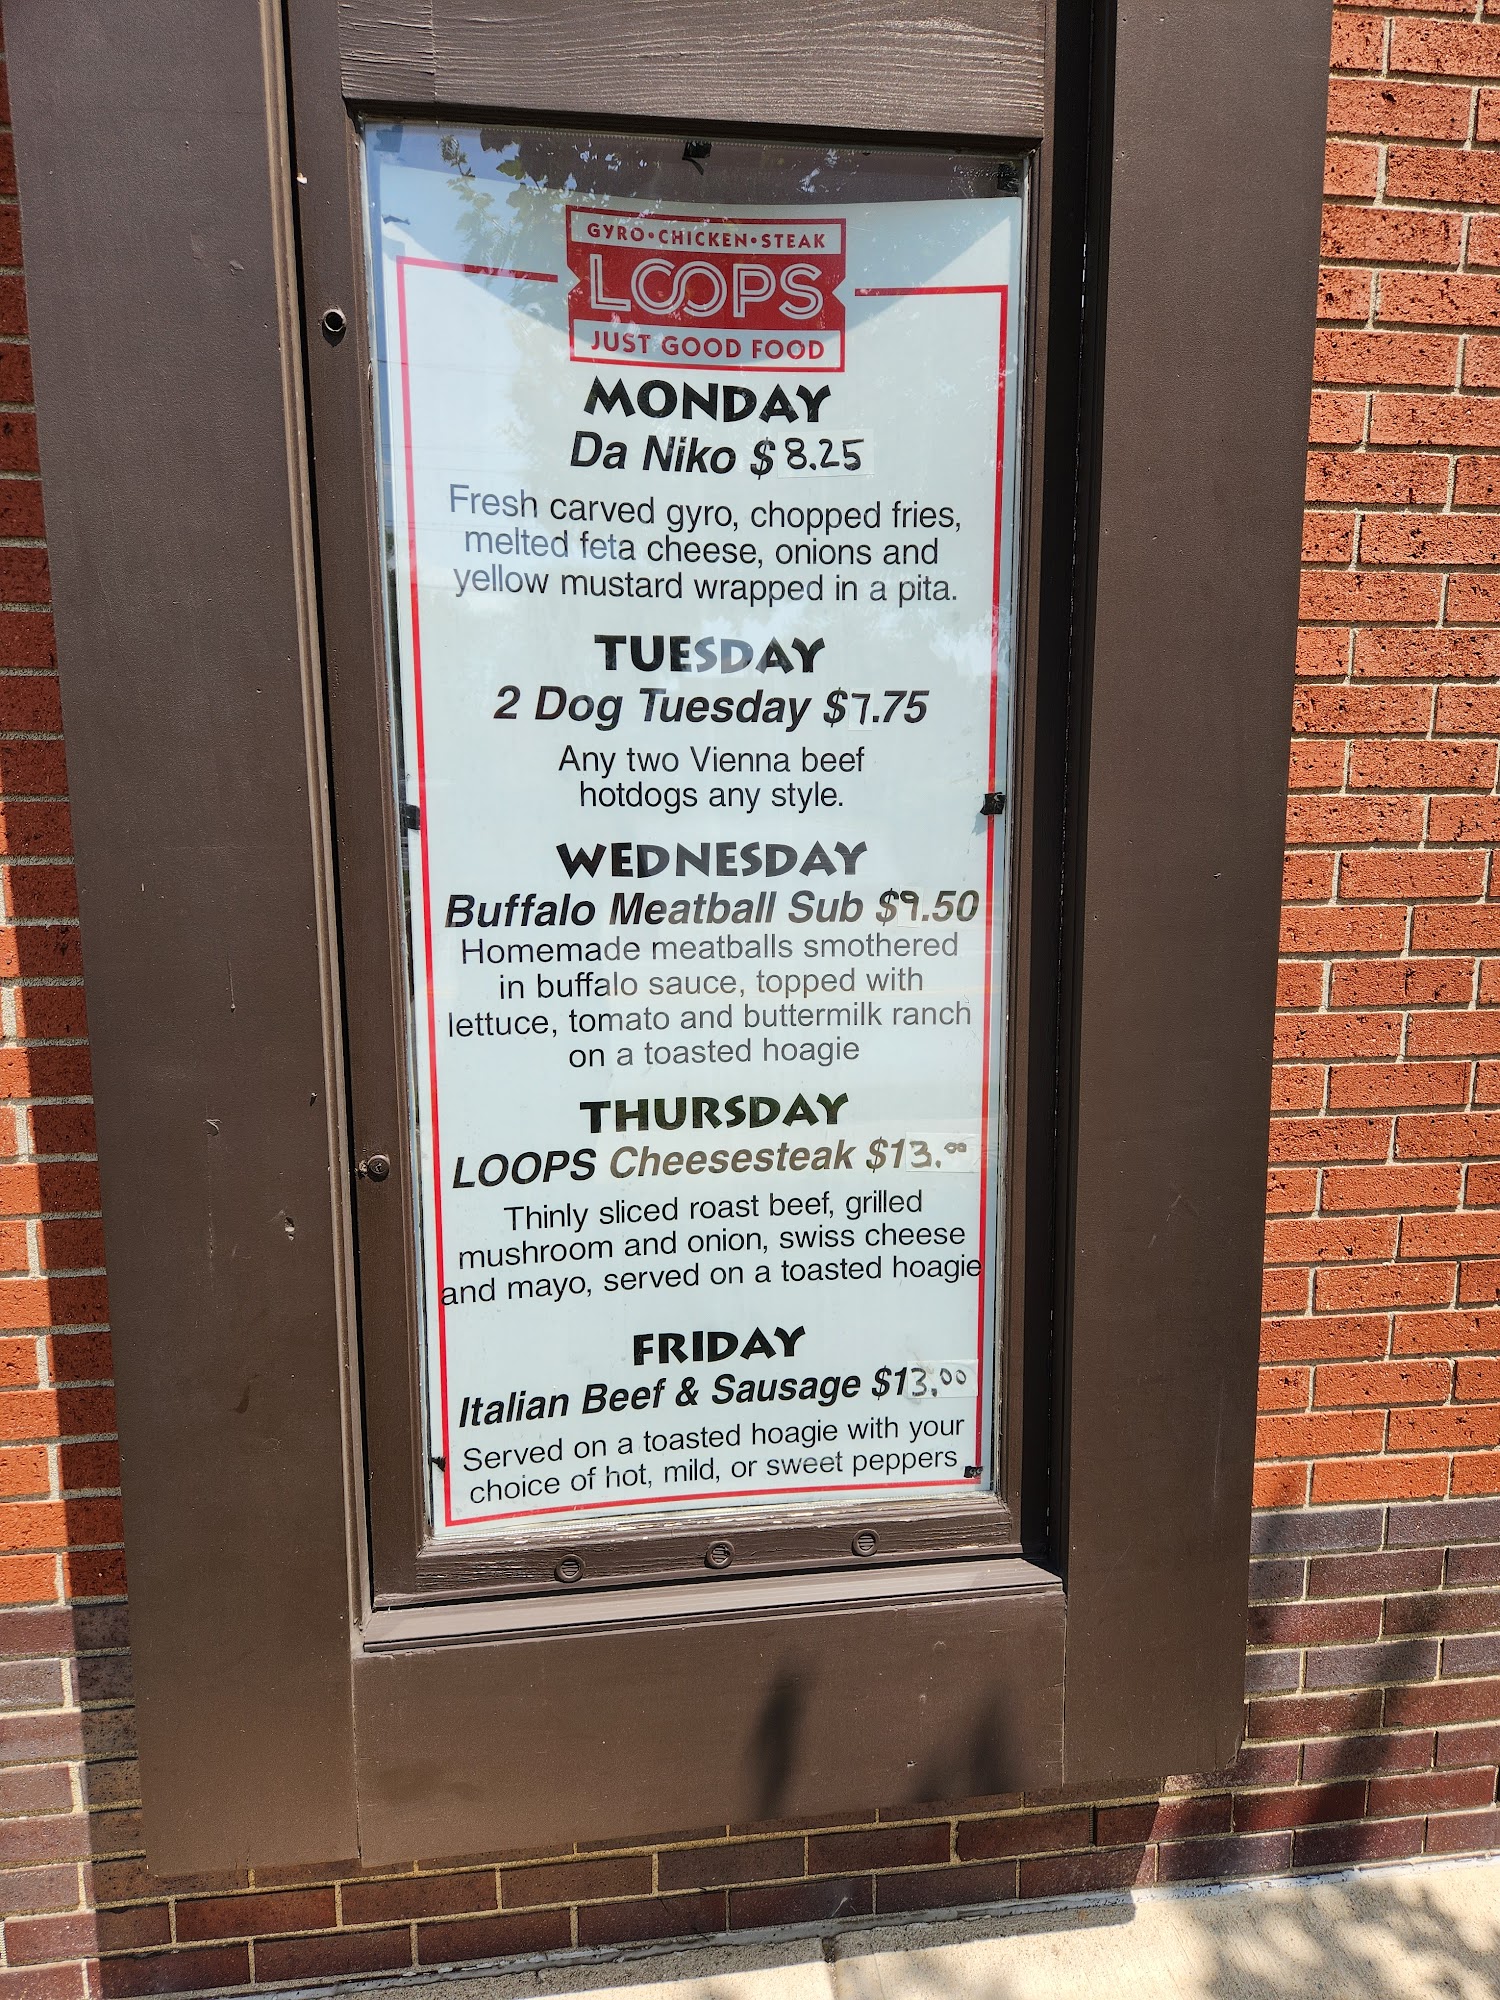 GYRO•CHICKEN•STEAK
LOOPS
JUST GOOD FOOD
MONDAY
Da Niko $8.25
Fresh carved gyro, chopped fries,
melted feta cheese, onions and
yellow mustard wrapped in a pita.
TUESDAY
2 Dog Tuesday $7.75
Any two Vienna beef
hotdogs any style.
WEDNESDAY
Buffalo Meatball Sub $9.50
Homemade meatballs smothered
in buffalo sauce, topped with
lettuce, tomato and buttermilk ranch
on a toasted hoagie
THURSDAY
LOOPS Cheesesteak $13.00
Thinly sliced roast beef, grilled
mushroom and onion, swiss cheese
and mayo, served on a toasted hoagie
FRIDAY
Italian Beef & Sausage $13.00
Served on a toasted hoagie with your
choice of hot, mild, or sweet peppers